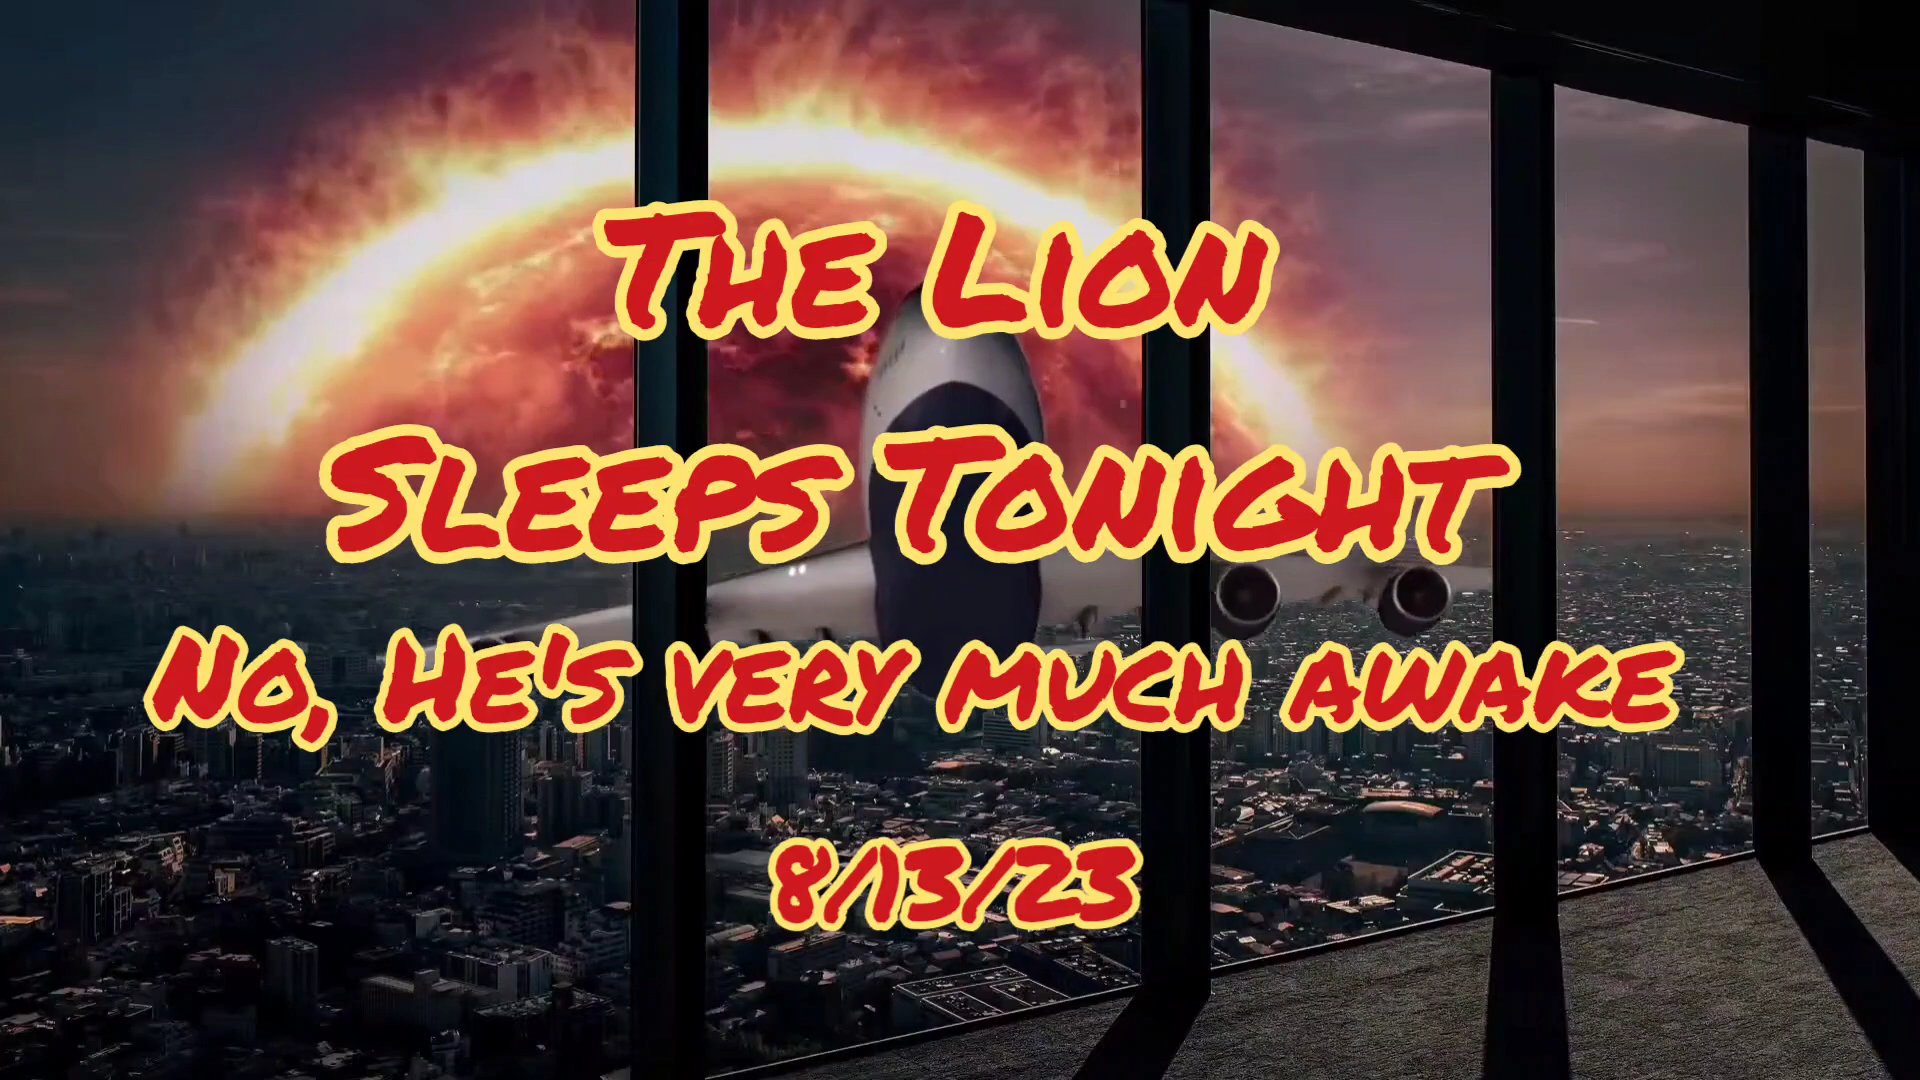 The Lion
Sleeps Tonight
No, He's very much awake
8/13/23